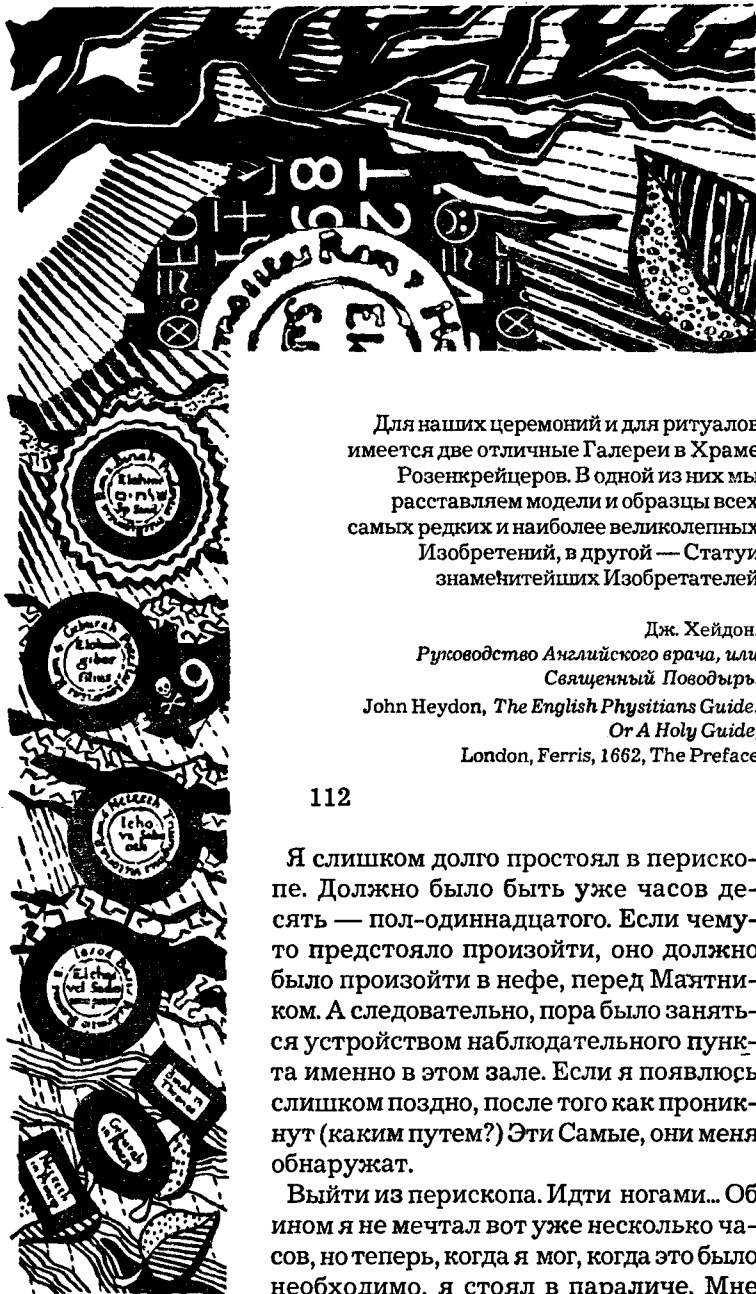 Для наших церемоний и для ритуалов
имеется две отличные Галереи в Храме
Розенкрейцеров. В одной из них мы
расставляем модели и образцы всех
самых редких и наиболее великолепных
Изобретений, в другой — Статуи
знаменитейших Изобретателей
Дж. Хейдон.
Руководство Английского врача, или
Священный Поводырь.
John Heydon, The English Physitians Guide.
Or A Holy Guide,
London, Ferris, 1662, The Preface
112
Я слишком долго простоял в периско-
пе. Должно было быть уже часов де-
сять — пол-одиннадцатого. Если чему-
то предстояло произойти, оно должно
было произойти в нефе, перед Маятни-
ком. А следовательно, пора было занять-
ся устройством наблюдательного пунк-
та именно в этом зале. Если я появлюсь
слишком поздно, после того как проник-
нут (каким путем?) Эти Самые, они меня
обнаружат.
Выйти из перископа. Идти ногами... Об
ином я не мечтал вот уже несколько ча-
сов, но теперь, когда я мог, когда это было
необходимо, я стоял в параличе. Мне
9